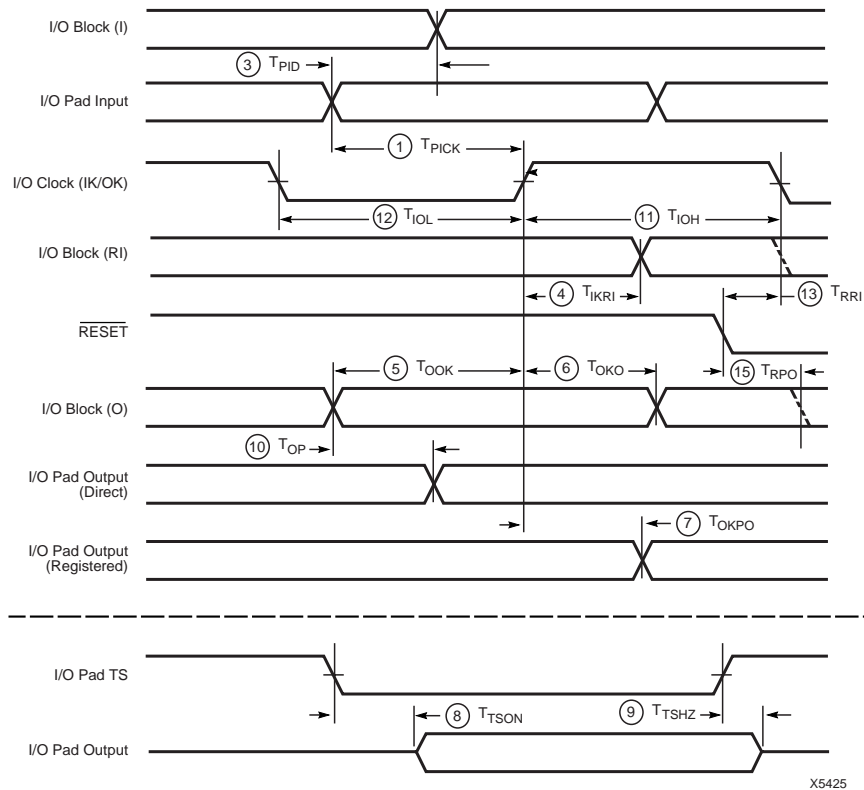 I/O Block (I)
3 TPID
I/O Pad Input
1 TPICK
I/O Clock (IK/OK)
12 TIOL
11 TIOH
I/O Block (RI)
4 TIKRI
13 TRRI
RESET
5 TOOK
6 TOKO
15 TRPO
I/O Block (O)
10 TOP
I/O Pad Output
(Direct)
7 TOKPO
I/O Pad Output
(Registered)
I/O Pad TS
8 TTSON
9 TTSHZ
I/O Pad Output
X5425